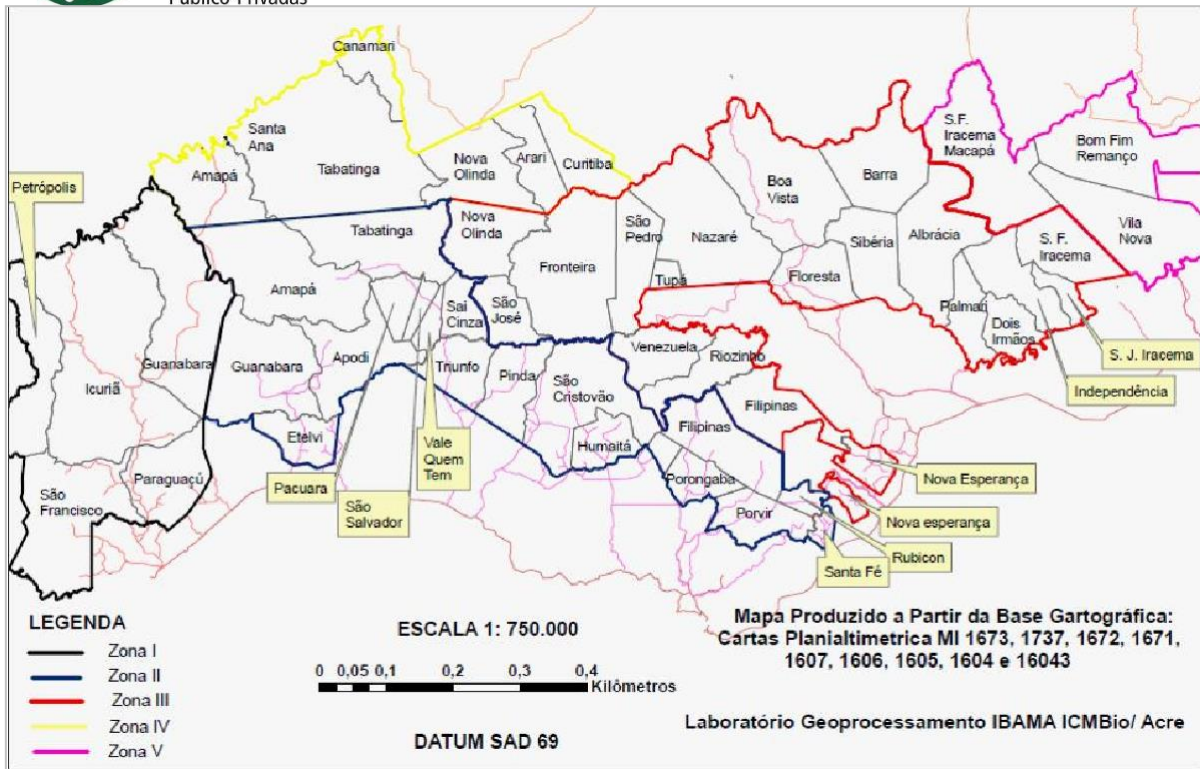 Público-Privadas
Canamari
Santa
Ana
Amapá
Tabatinga
Nova
Olinda
Arari
Curitiba
S.F.
Iracema
Macapá
Bom Fim
Remanço
Petrópolis
Boa
Vista
Barra
Tabatinga
Nova
Olinda
São
Pedro
Nazaré
Sibéria
Albrácia
S. F.
Iracema
Vila
Nova
Amapá
Fronteira
Tupá
Floresta
Sai
Cinza
São
José
Palmari
Dois
Irmãos
Guanabara
Guanabara
Apodi
Triunfo
Pinda
Venezuela
Riozinho
S. J. Iracema
Icuriã
São
Cristovão
Independência
Etelvi
Humaitá
Filipinas
Filipinas
Vale
Quem
Tem
Paraguaçú
Pacuara
São
Salvador
Porongaba
Nova Esperança
São
Francisco
Porvir
Nova esperança
Rubicon
Santa Fé
LEGENDA
Zona I
Zona II
Zona III
Zona IV
Zona V
ESCALA 1: 750.000
0 0,05 0,1 0,2 0,3 0,4
Kilômetros
DATUM SAD 69
Mapa Produzido a Partir da Base Gartográfica:
Cartas Planialtimetrica MI 1673, 1737, 1672, 1671,
1607, 1606, 1605, 1604 e 16043
Laboratório Geoprocessamento IBAMA ICMBio/ Acre